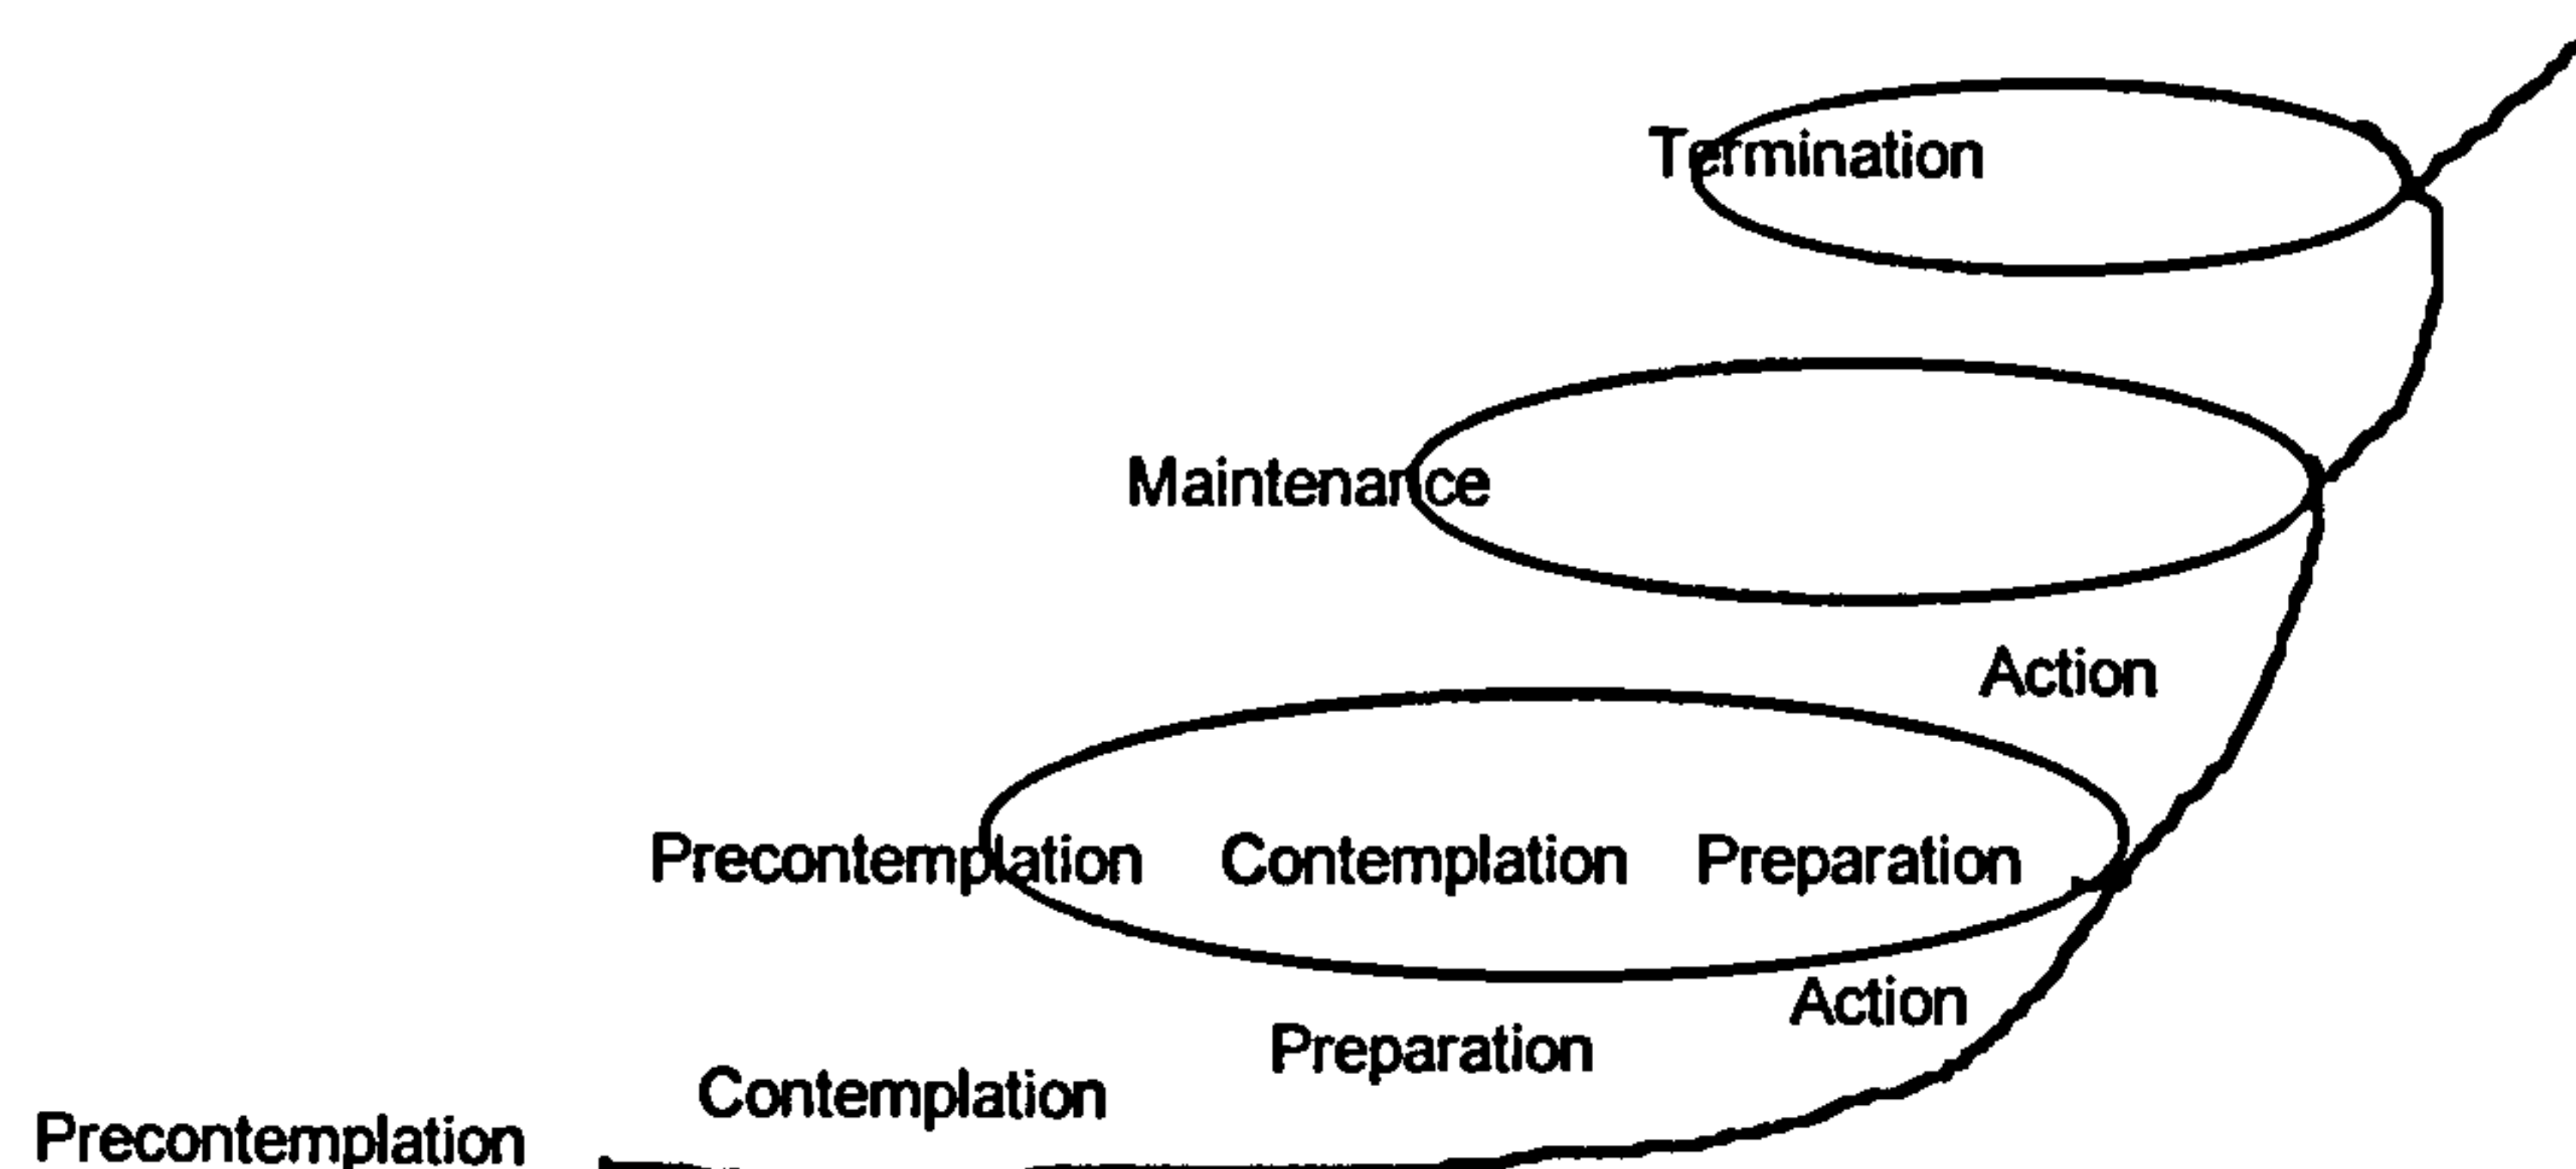 Termination
Maintenance
Action
Precontemplation Contemplation Preparation
Action
Preparation
Contemplation
Precontemplation